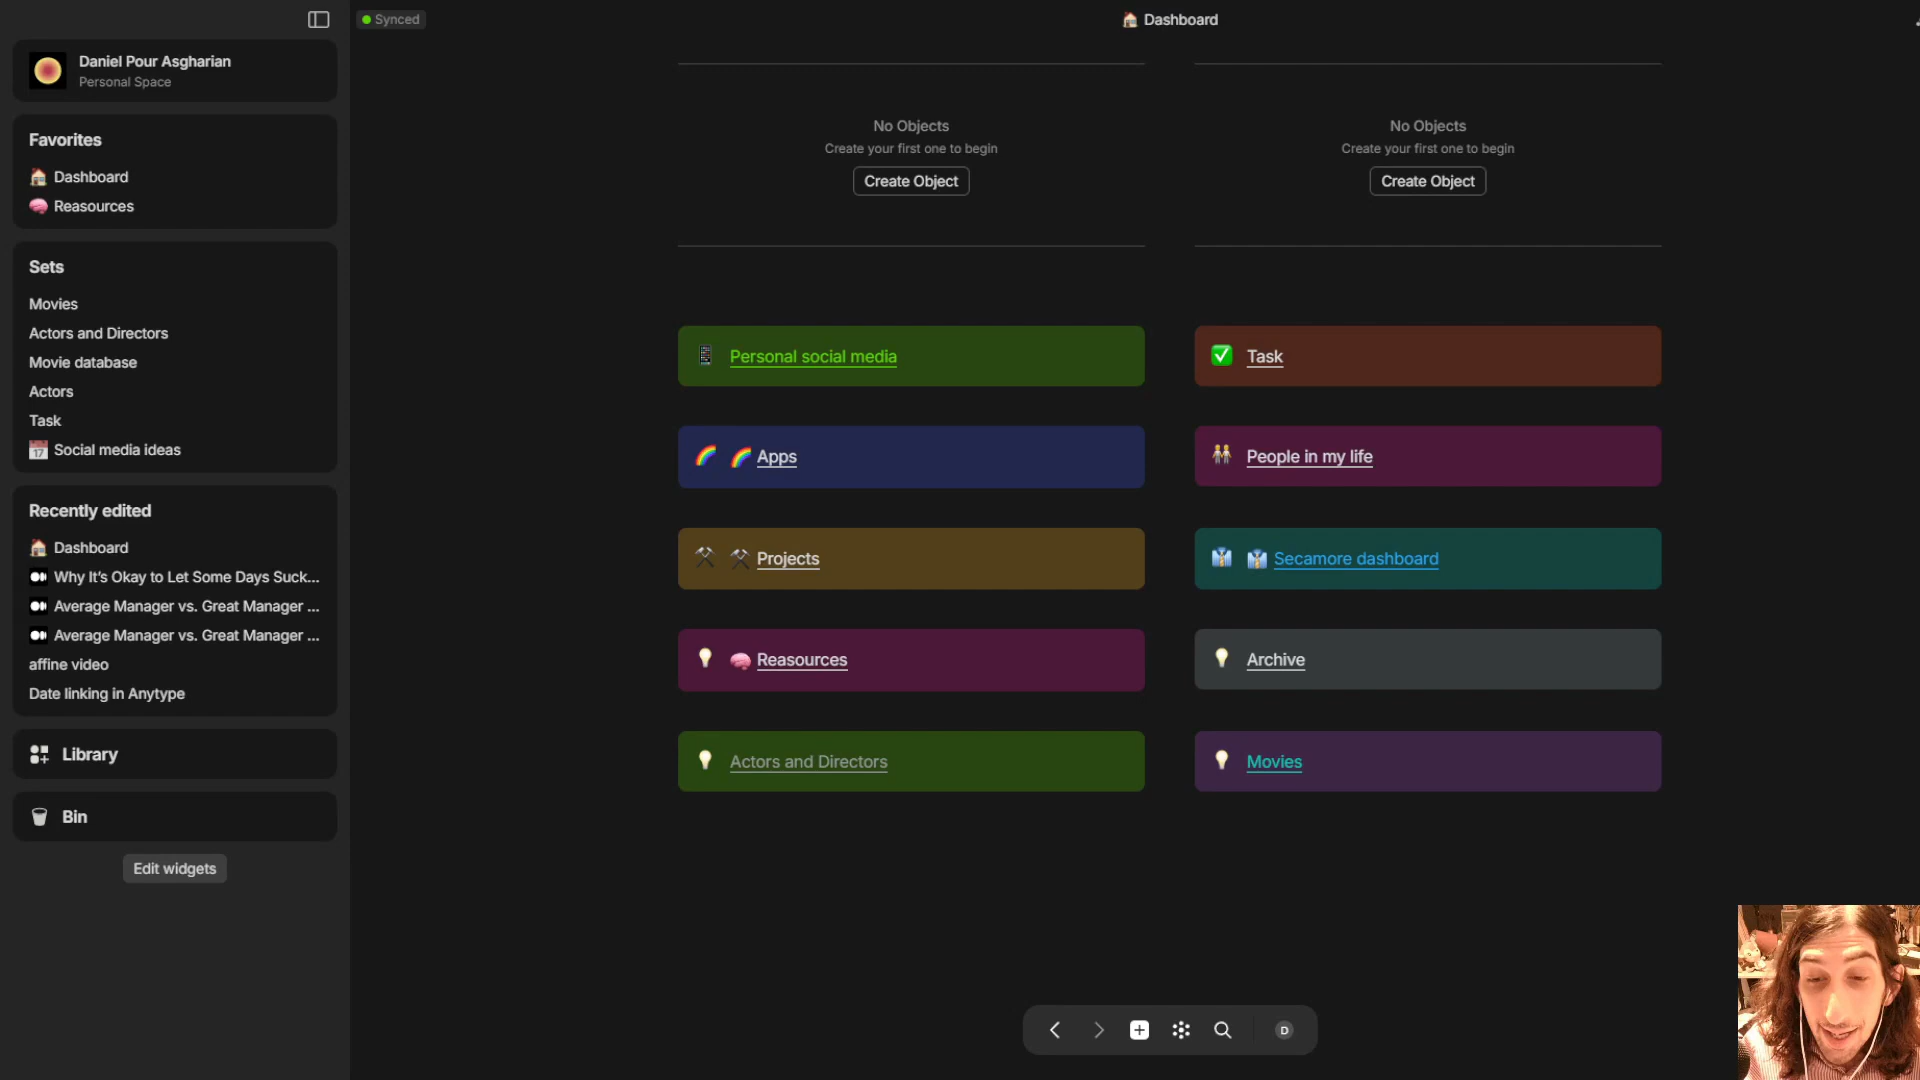 Synced
Dashboard
Daniel Pour Asgharian
Personal Space
Favorites
Dashboard
Reasources
Sets
Movies
Actors and Directors
Movie database
Actors
Task
17
Social media ideas
Recently edited
Dashboard
Why It's Okay to Let Some Days Suck...
Average Manager vs. Great Manager ...
Average Manager vs. Great Manager ...
affine video
Date linking in Anytype
Library
Bin
Edit widgets
No Objects
Create your first one to begin
Create Object
No Objects
Create your first one to begin
Create Object
Personal social media
Task
Apps
People in my life
Projects
Secamore dashboard
Reasources
Archive
Actors and Directors
Movies
D